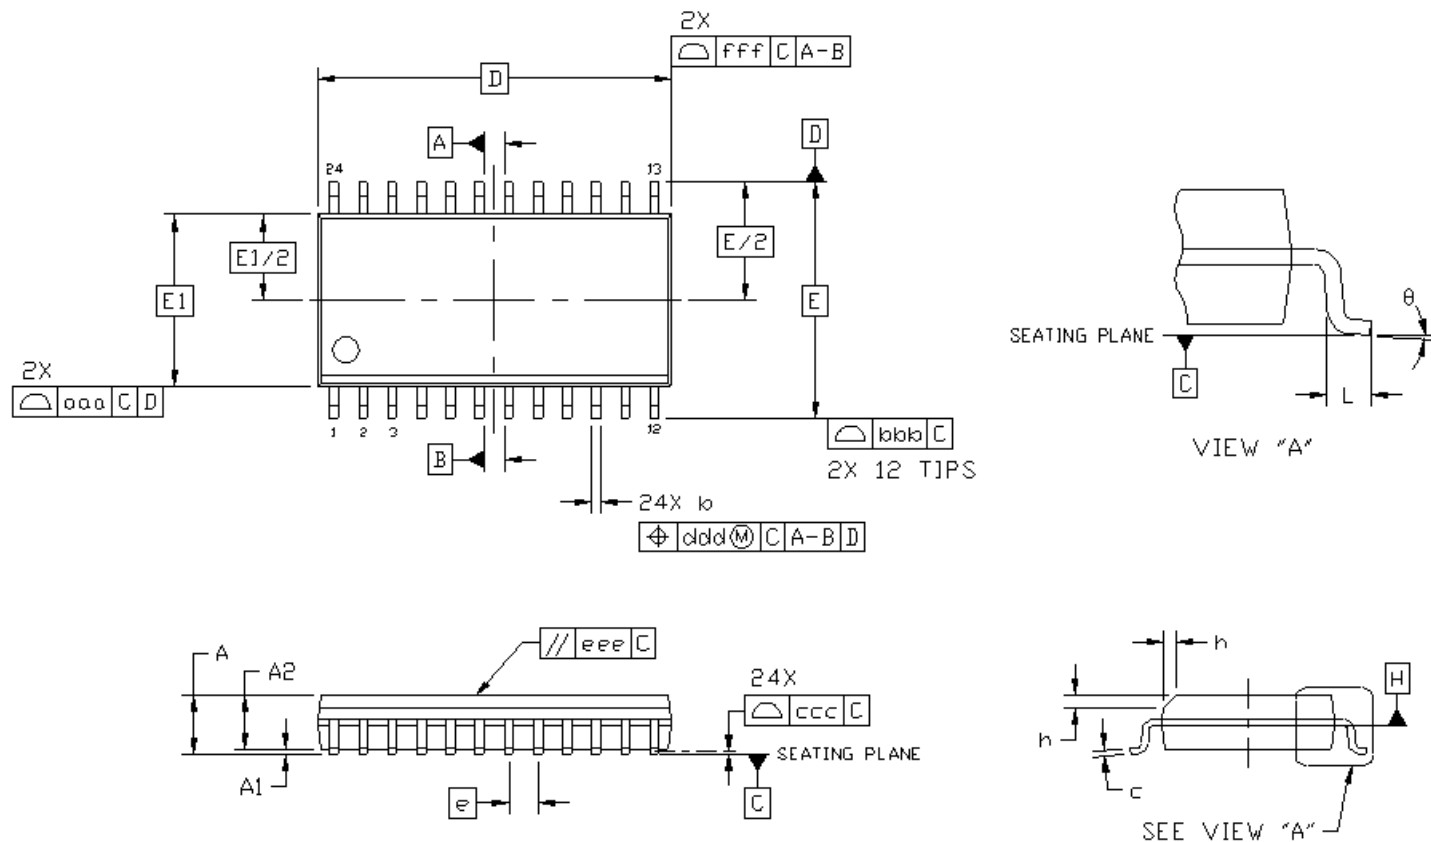 2X
fff C A-B
D
A
D
24
13
E1/2
E/2
E1
E
2X
aaa C D
1 2 3
12
B
bbb C
2X 12 TIPS
24X b
ddd M C A-B D
θ
SEATING PLANE
C
L
VIEW "A"
// eee C
A
A2
24X
ccc C
SEATING PLANE
A1
e
C
h
H
h
c
SEE VIEW "A"